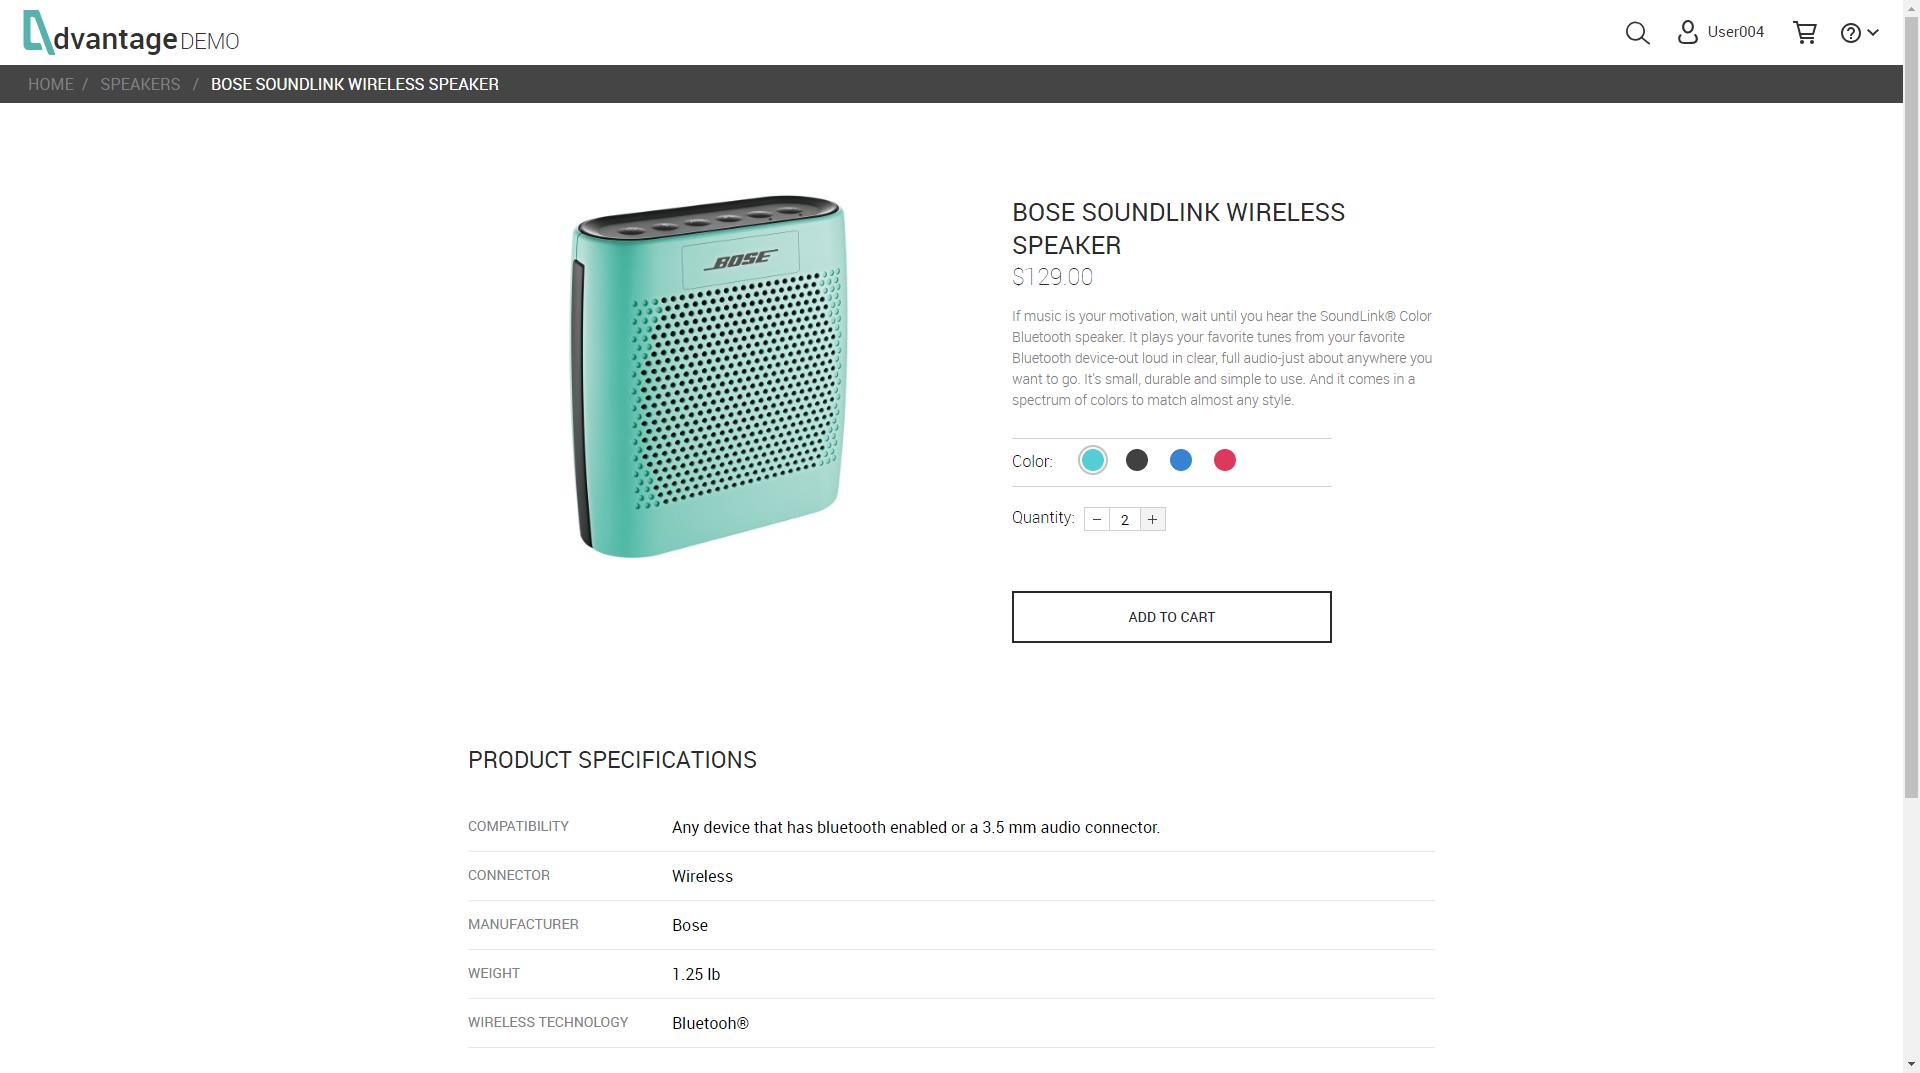 dvantage DEMO
User004
HOME / SPEAKERS / BOSE SOUNDLINK WIRELESS SPEAKER
BOSE
BOSE SOUNDLINK WIRELESS
SPEAKER
$129.00
If music is your motivation, wait until you hear the SoundLink® Color
Bluetooth speaker. It plays your favorite tunes from your favorite
Bluetooth device-out loud in clear, full audio-just about anywhere you
want to go. It's small, durable and simple to use. And it comes in a
spectrum of colors to match almost any style.
Color:
Quantity: − 2 +
ADD TO CART
PRODUCT SPECIFICATIONS
COMPATIBILITY Any device that has bluetooth enabled or a 3.5 mm audio connector.
CONNECTOR Wireless
MANUFACTURER Bose
WEIGHT 1.25 lb
WIRELESS TECHNOLOGY Bluetooh®